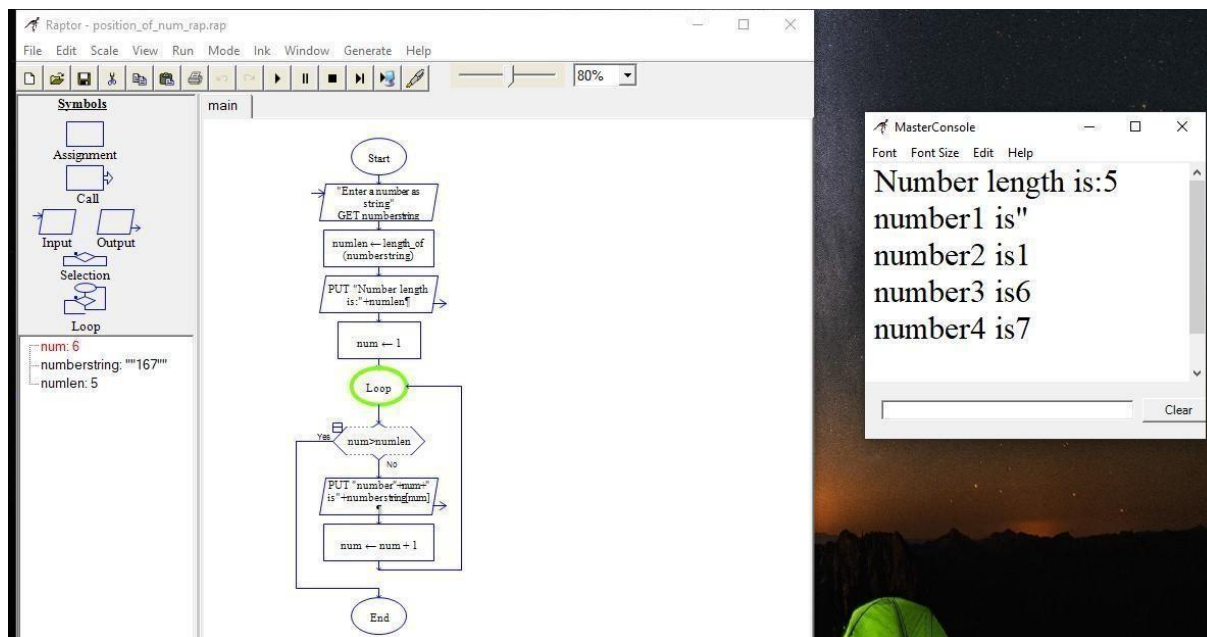 Raptor - position_of_num_rap.rap
File Edit Scale View Run Mode Ink Window Generate Help
80%
Symbols
Assignment
Call
Input Output
Selection
Loop
num: 6
numberstring: ""167""
numlen: 5
main
Start
"Enter a number as
string"
GET numberstring
numlen ← length_of
(numberstring)
PUT "Number length
is:"+numlen¶
num ← 1
Loop
Yes
num>numlen
No
PUT "number"+num+"
is"+numberstring[num]
¶
num ← num + 1
End
MasterConsole
Font Font Size Edit Help
Number length is:5
number1 is"
number2 is1
number3 is6
number4 is7
Clear